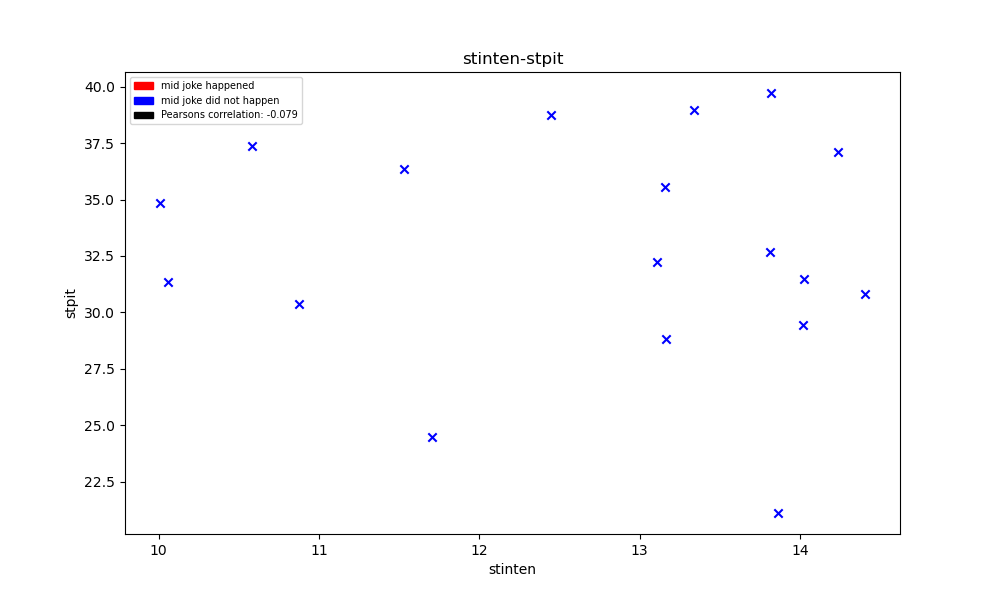 stinten-stpit
mid joke happened
mid joke did not happen
Pearsons correlation: -0.079
40.0
37.5
35.0
32.5
30.0
27.5
25.0
22.5
stpit
10 11 12 13 14
stinten